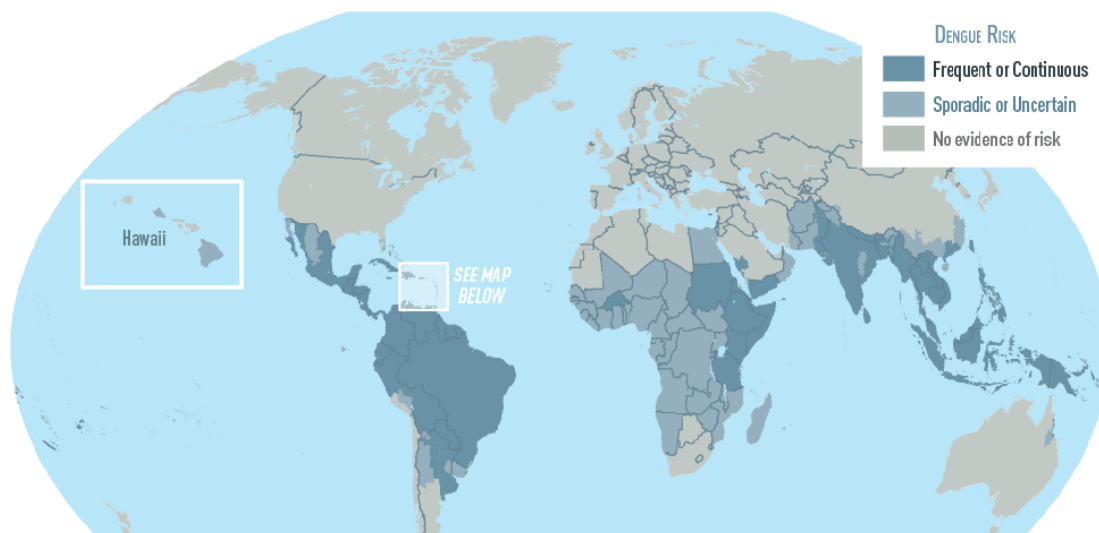 DENGUE RISK
Frequent or Continuous
Sporadic or Uncertain
No evidence of risk
Hawaii
SEE MAP
BELOW